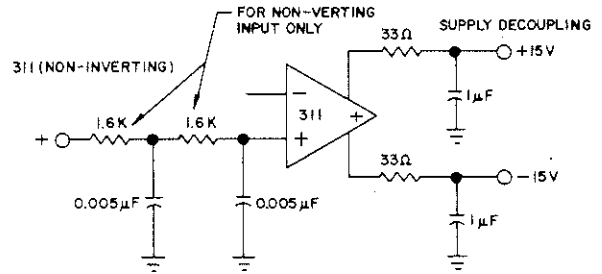 FOR NON-VERTING
INPUT ONLY
SUPPLY DECOUPLING
311 (NON-INVERTING)
33Ω
+15V
1µF
1.6K
1.6K
311
+
−
+
+
0.005µF
0.005µF
33Ω
−15V
1µF